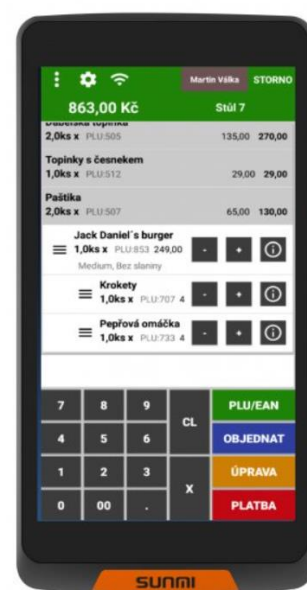 Martin Válka STORNO
863,00 Kč Stůl 7
Ďábelská topinka
2,0ks x PLU:505 135,00 270,00
Topinky s česnekem
1,0ks x PLU:512 29,00 29,00
Paštika
2,0ks x PLU:507 65,00 130,00
Jack Daniel´s burger
1,0ks x PLU:853 249,00 - +
Medium, Bez slaniny
Krokety
1,0ks x PLU:707 4 - +
Pepřová omáčka
1,0ks x PLU:733 4 - +
7 8 9 CL PLU/EAN
4 5 6 OBJEDNAT
1 2 3 X ÚPRAVA
0 00 . PLATBA
SUNMI